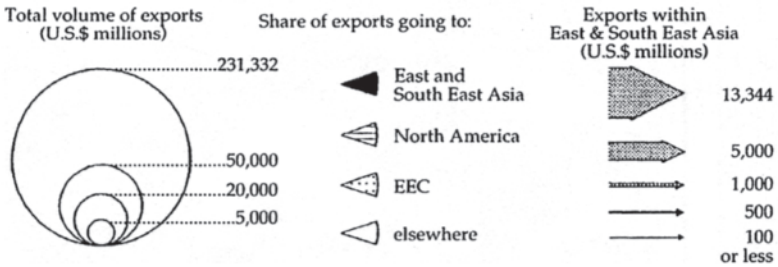 Total volume of exports
(U.S.$ millions)
231,332
50,000
20,000
5,000
Share of exports going to:
East and
South East Asia
North America
EEC
elsewhere
Exports within
East & South East Asia
(U.S.$ millions)
13,344
5,000
1,000
500
100
or less